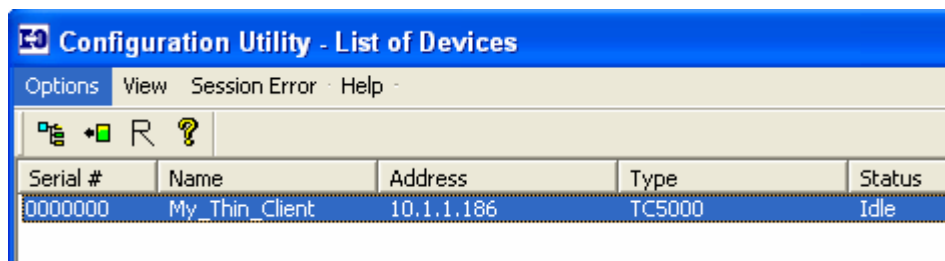 Configuration Utility - List of Devices
Options View Session Error Help
R ?
Serial # Name Address Type Status
0000000 My_Thin_Client 10.1.1.186 TC5000 Idle